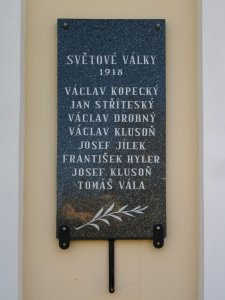 SVĚTOVÉ VÁLKY
1918
VÁCLAV KOPECKÝ
JAN STŘÍTESKÝ
VÁCLAV DROBNÝ
VÁCLAV KLUSOŇ
JOSEF JÍLEK
FRANTIŠEK HYLER
JOSEF KLUSOŇ
TOMÁŠ VÁLA